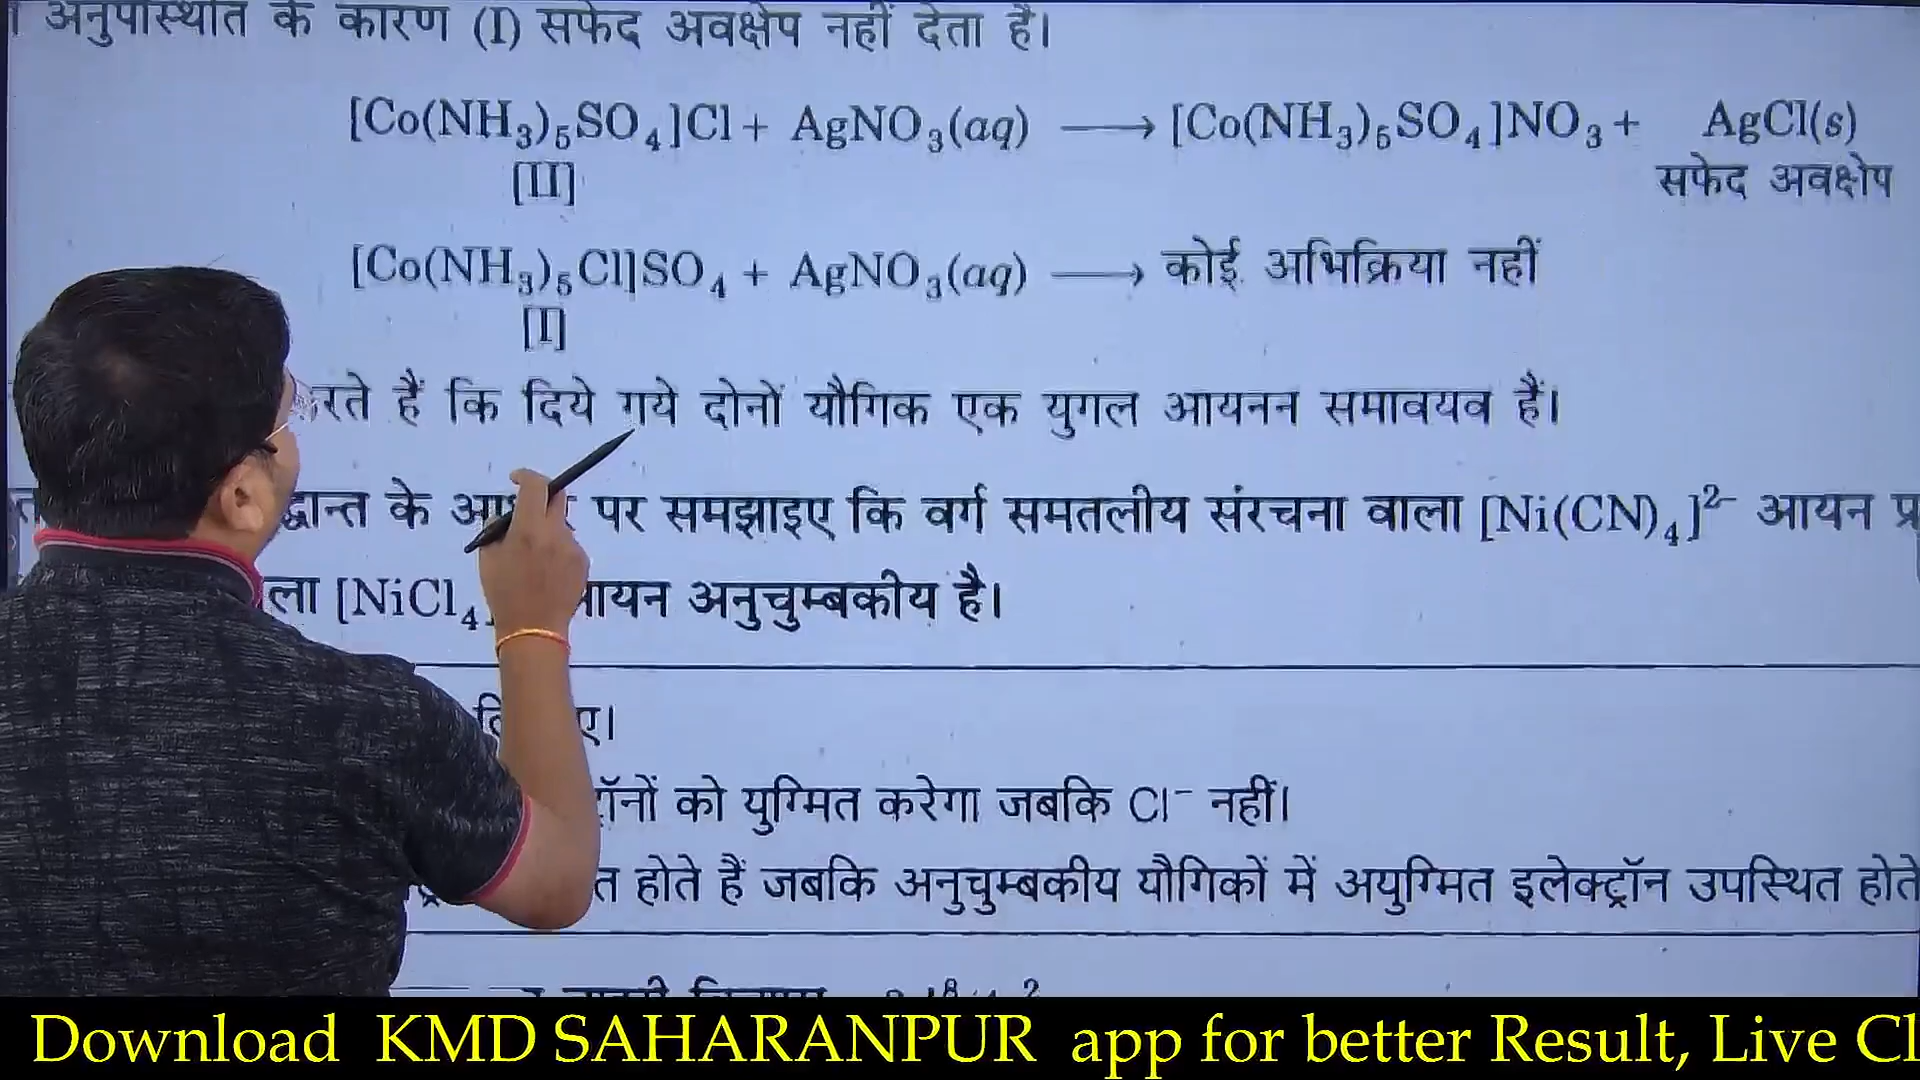 अनुपस्थिति के कारण (I) सफेद अवक्षेप नहीं देता है।
[Co(NH₃)₅SO₄]Cl + AgNO₃(aq) ⟶ [Co(NH₃)₅SO₄]NO₃ + AgCl(s)
[II] सफेद अवक्षेप
[Co(NH₃)₅Cl]SO₄ + AgNO₃(aq) ⟶ कोई अभिक्रिया नहीं
[I]
हैं कि दिये गये दोनों यौगिक एक युगल आयनन समावयव हैं।
के पर समझाइए कि वर्ग समतलीय संरचना वाला [Ni(CN)₄]²⁻ आयन
[NiCl₄ अनुचुम्बकीय है।
को युग्मित करेगा जबकि Cl⁻ नहीं।
होते हैं जबकि अनुचुम्बकीय यौगिकों में अयुग्मित इलेक्ट्रॉन उपस्थित होते
Download KMD SAHARANPUR app for better Result, Live Cl